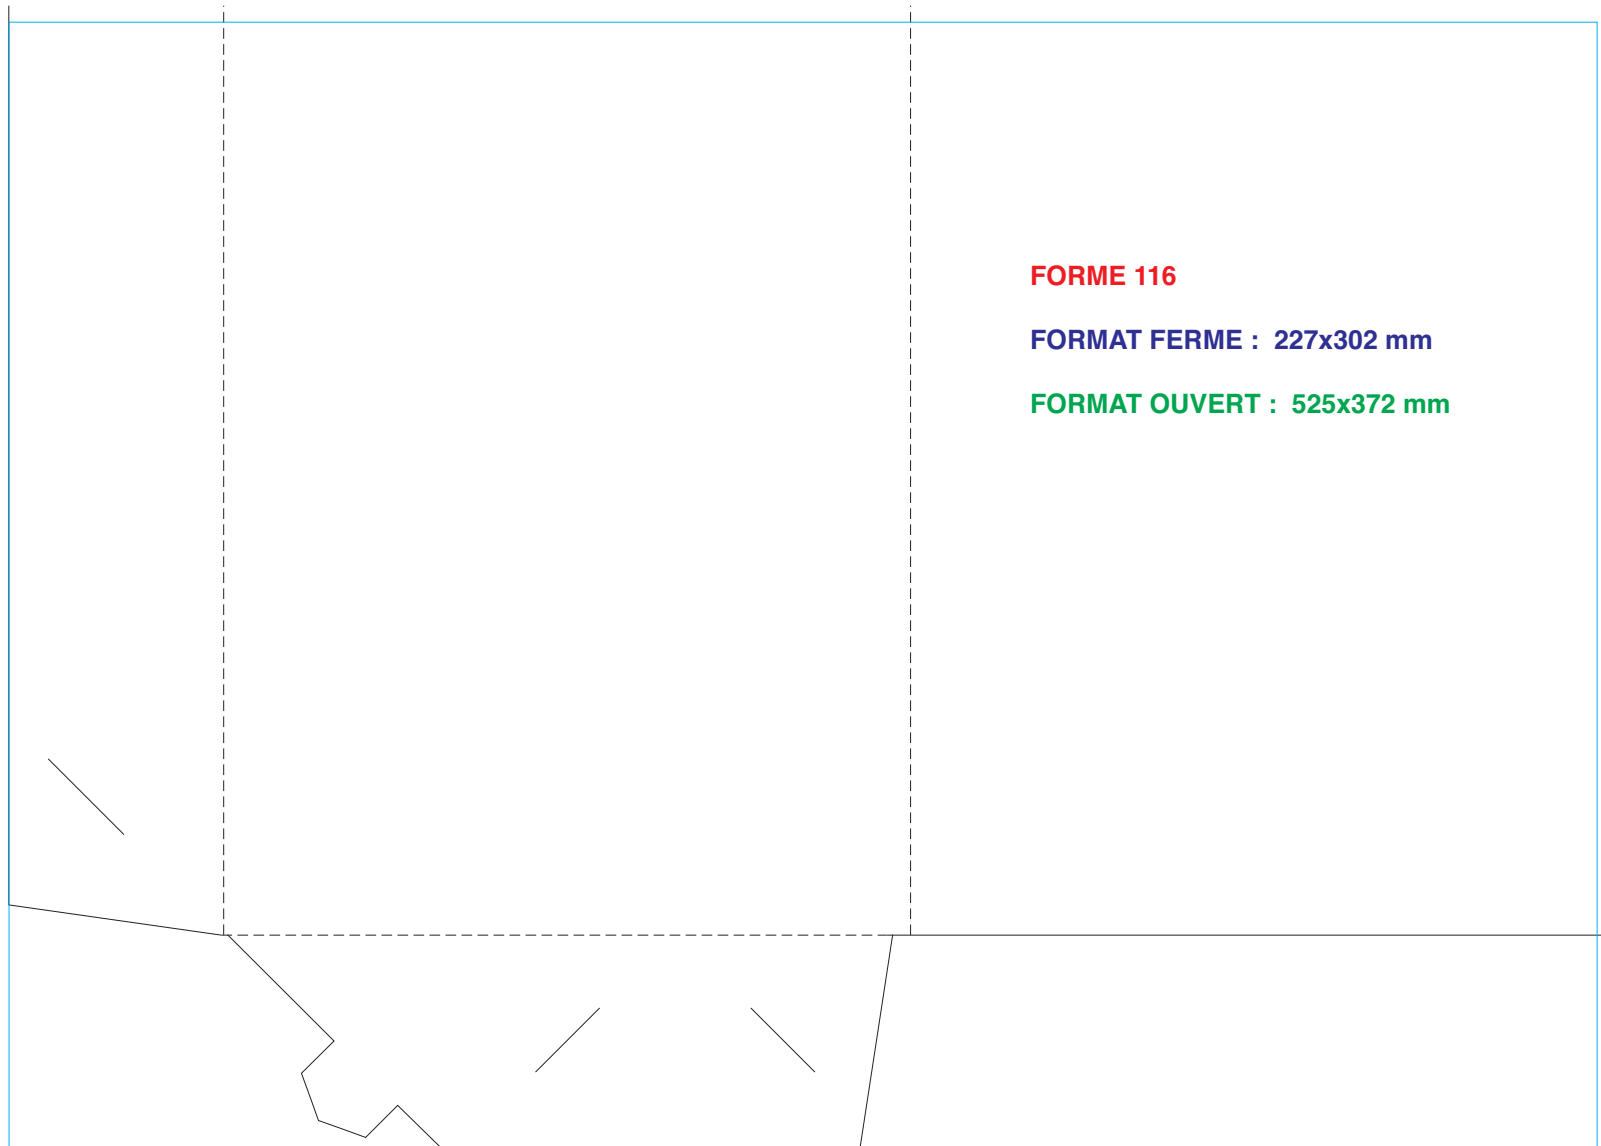 FORME 116
FORMAT FERME : 227x302 mm
FORMAT OUVERT : 525x372 mm